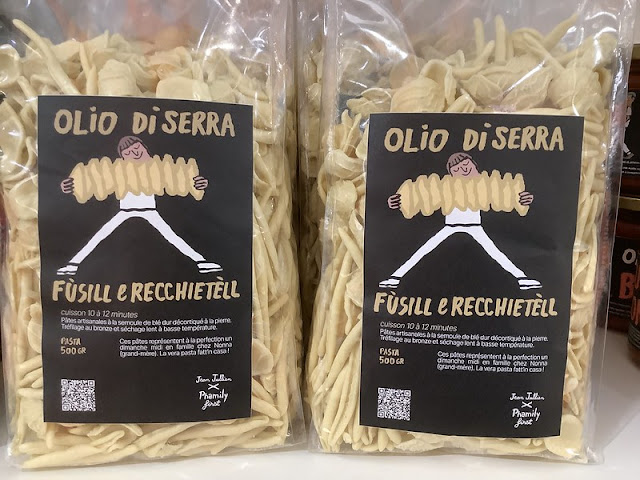 OLIO DI SERRA
FÙSILL e RECCHIETÈLL
cuisson 10 à 12 minutes
Pâtes artisanales à la semoule de blé dur décortiqué à la pierre.
Tréfilage au bronze et séchage lent à basse température.
PASTA
500 GR
Ces pâtes représentent à la perfection un
dimanche midi en famille chez Nonna
(grand-mère). La vera pasta fatt'n casa !
Jean Jullien
X
Phamily
first
OLIO DI SERRA
FÙSILL e RECCHIETÈLL
cuisson 10 à 12 minutes
Pâtes artisanales à la semoule de blé dur décortiqué à la pierre.
Tréfilage au bronze et séchage lent à basse température.
PASTA
500 GR
Ces pâtes représentent à la perfection un
dimanche midi en famille chez Nonna
(grand-mère). La vera pasta fatt'n casa !
Jean Jullien
X
Phamily
first